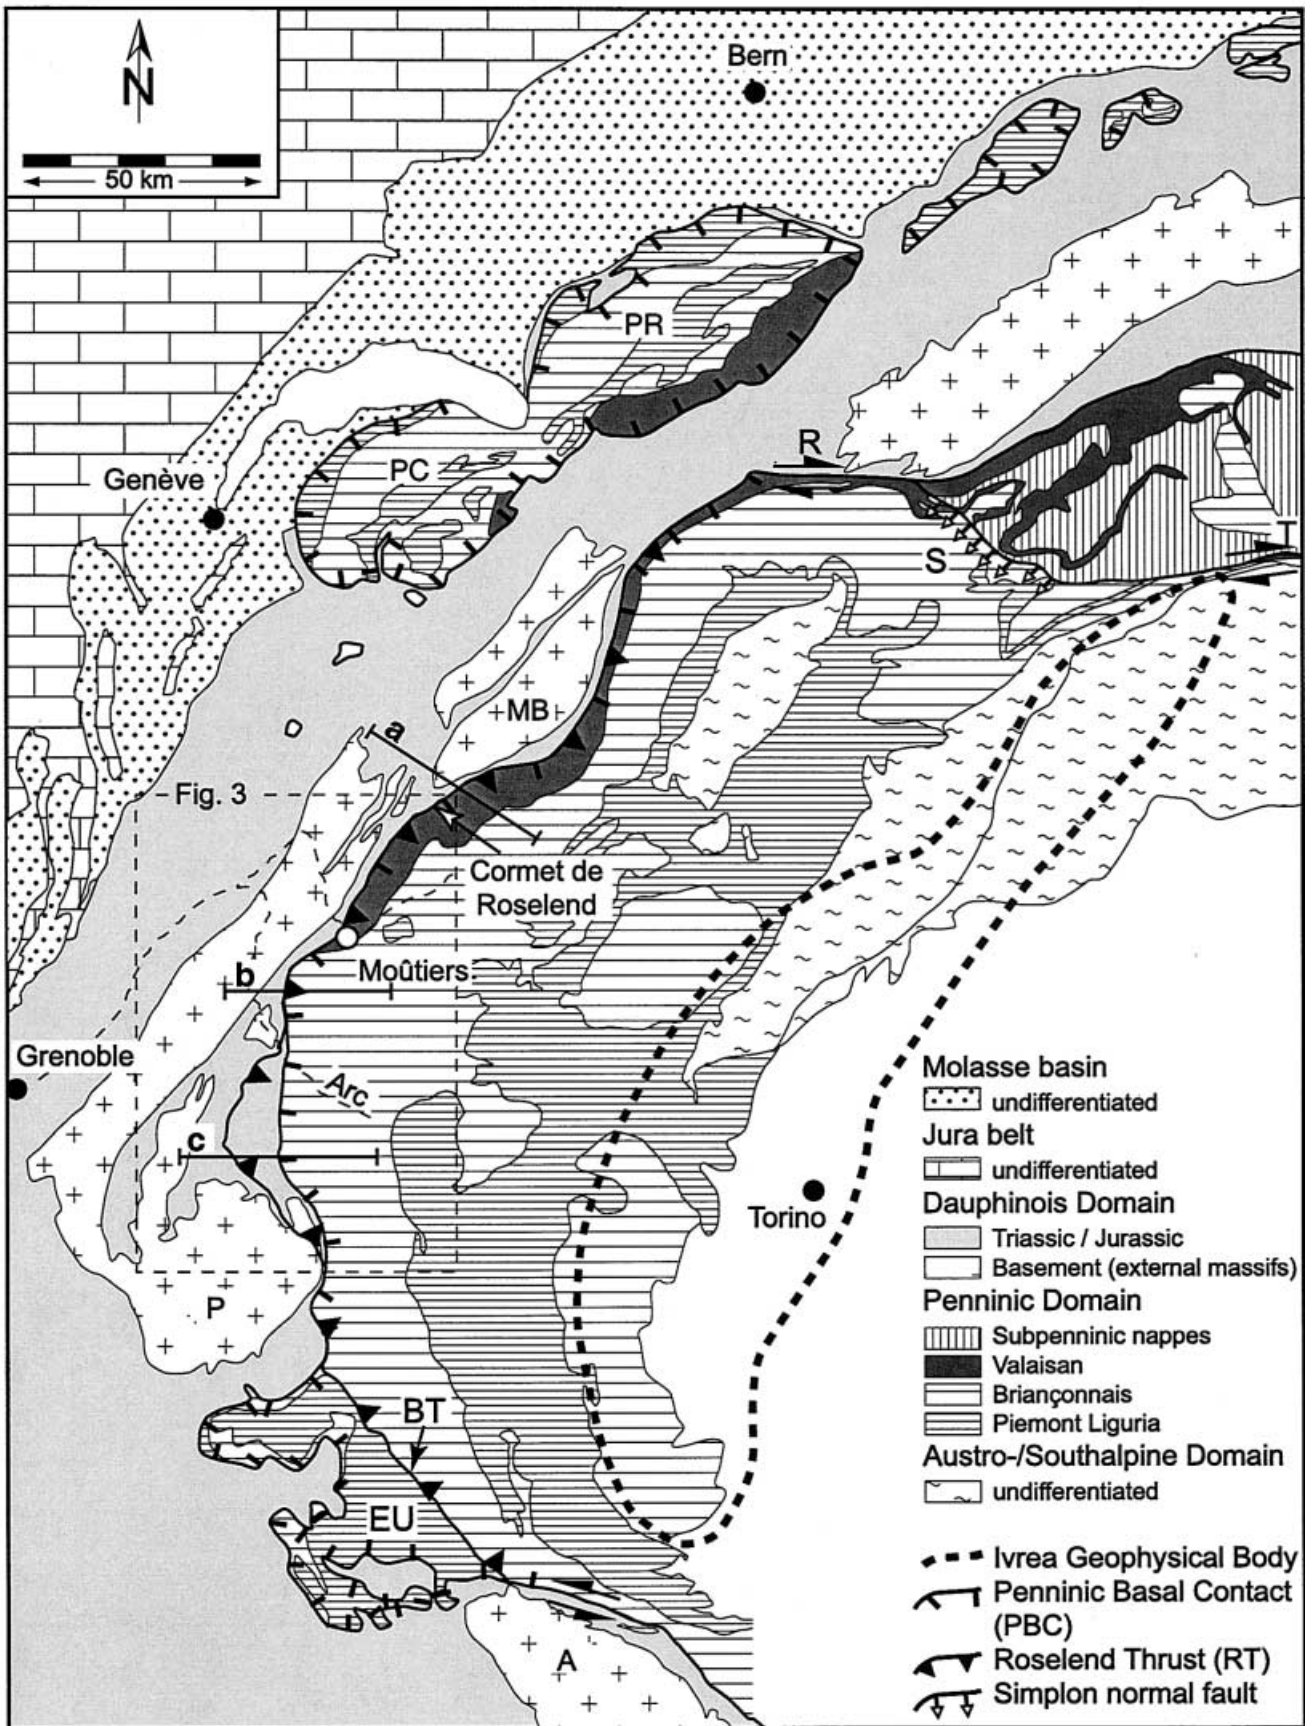 N
50 km
Bern
PR
PC
Genève
R
T
S
MB
a
Fig. 3
Cormet de
Roselend
b
Moûtiers
Grenoble
Arc
c
Torino
P
BT
EU
A
Molasse basin
undifferentiated
Jura belt
undifferentiated
Dauphinois Domain
Triassic / Jurassic
Basement (external massifs)
Penninic Domain
Subpenninic nappes
Valaisan
Briançonnais
Piemont Liguria
Austro-/Southalpine Domain
undifferentiated
Ivrea Geophysical Body
Penninic Basal Contact
(PBC)
Roselend Thrust (RT)
Simplon normal fault